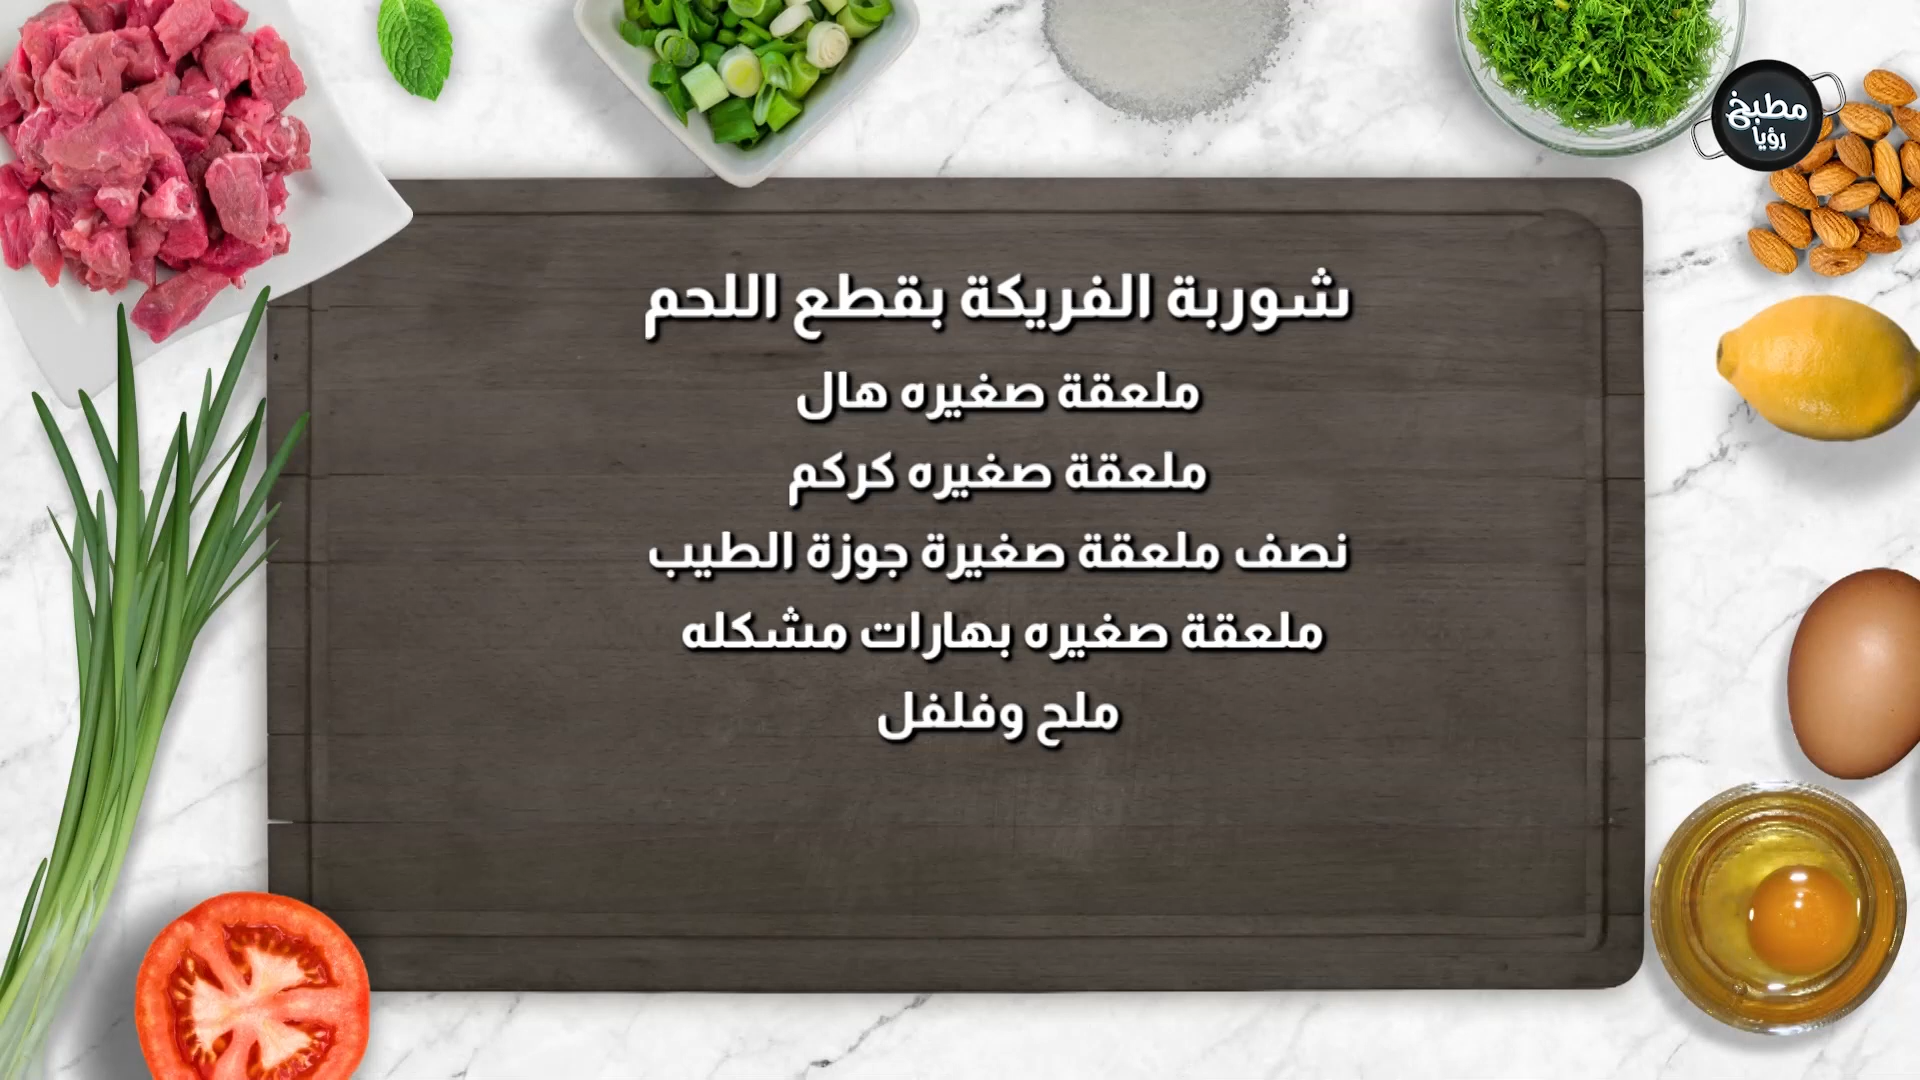 مطبخ
رؤيا
شوربة الفريكة بقطع اللحم
ملعقة صغيره هال
ملعقة صغيره كركم
نصف ملعقة صغيرة جوزة الطيب
ملعقة صغيره بهارات مشكله
ملح وفلفل